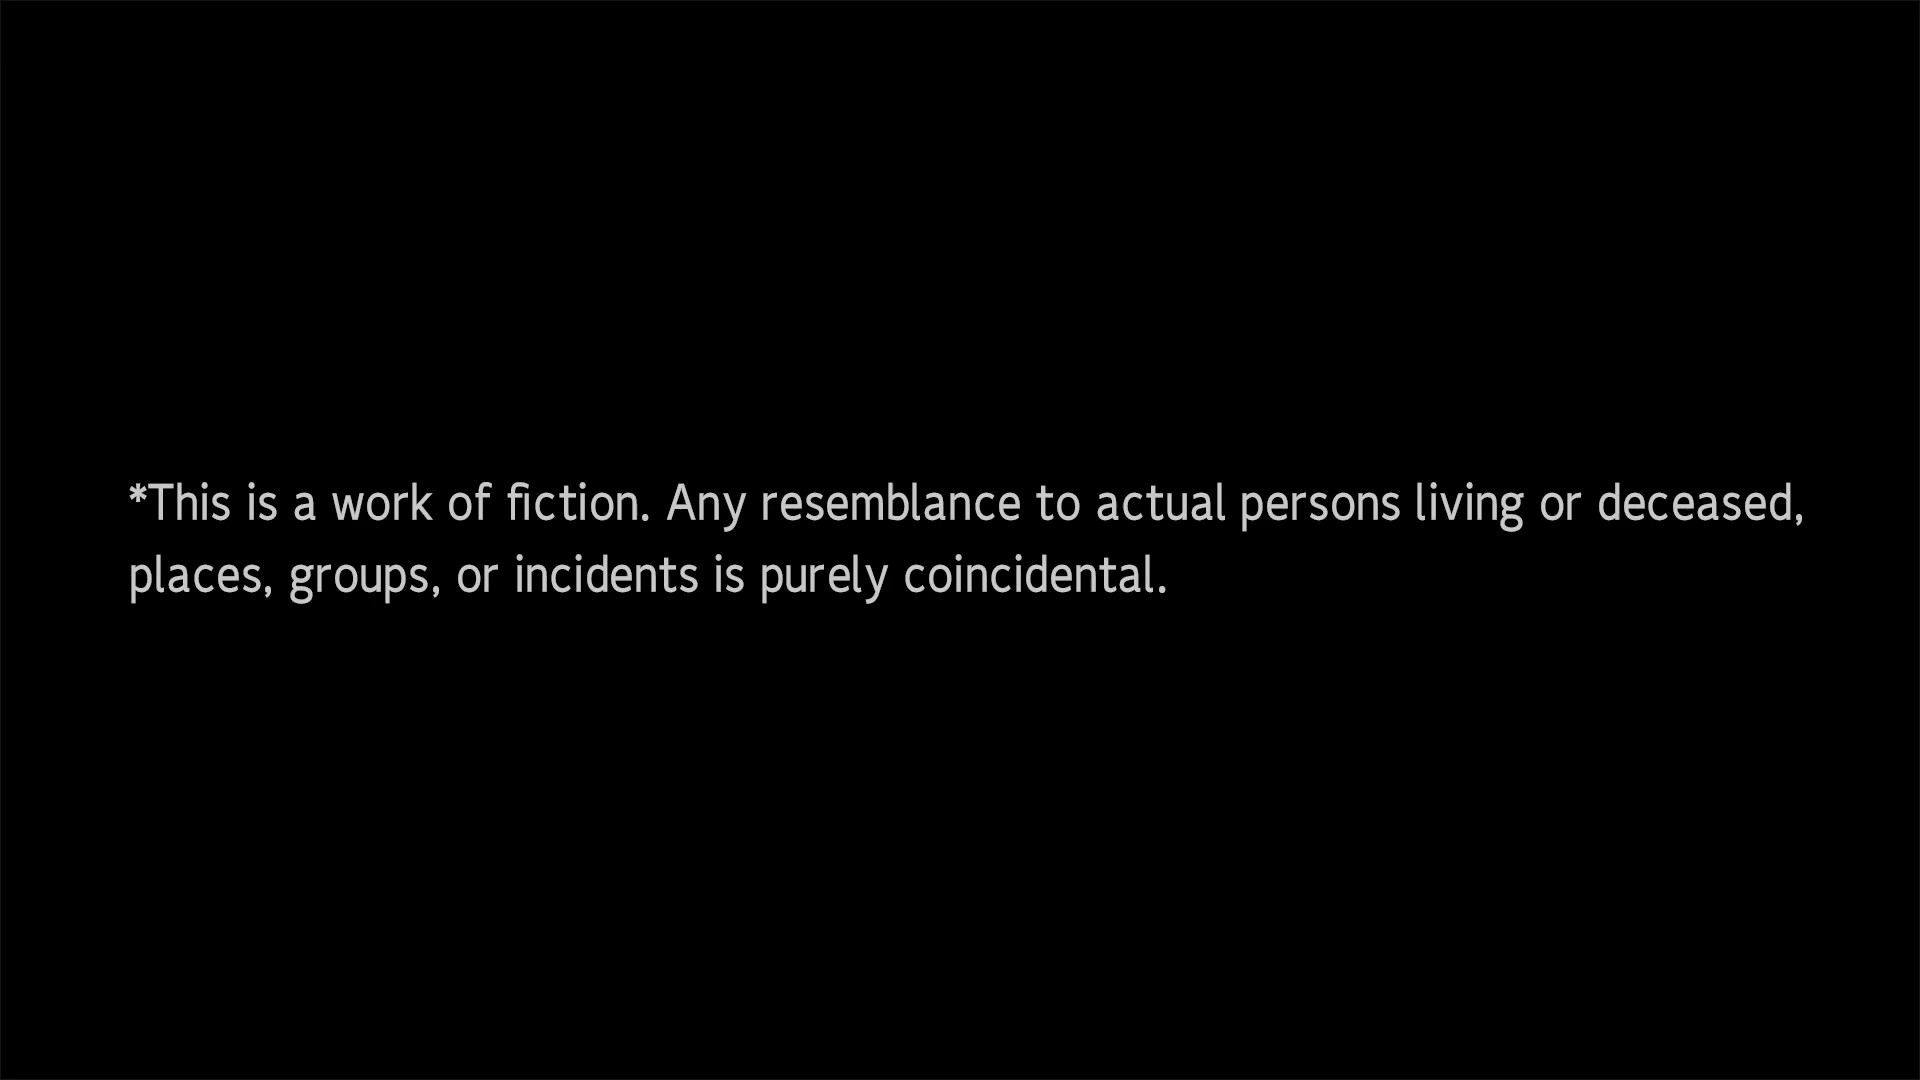 *This is a work of fiction. Any resemblance to actual persons living or deceased,
places, groups, or incidents is purely coincidental.